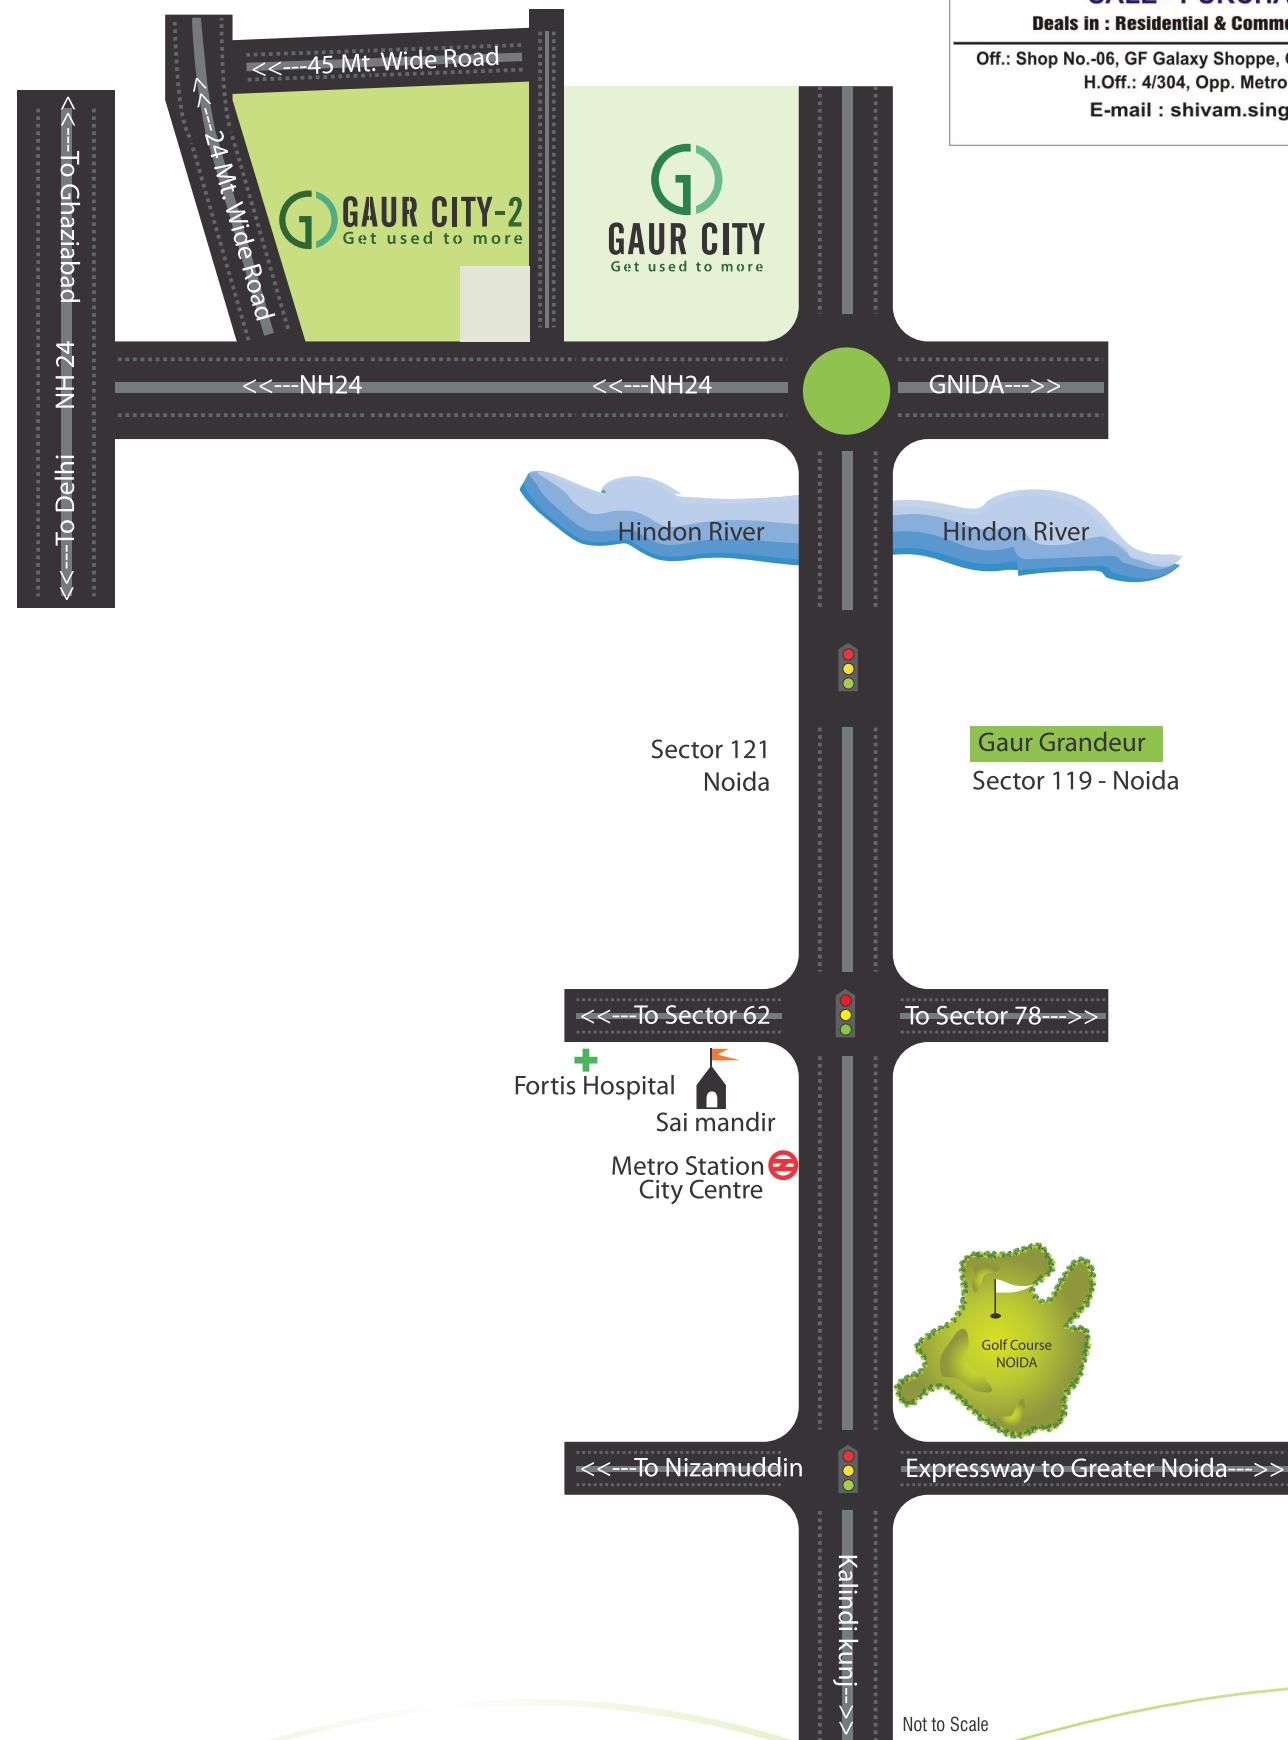 Deals in : Residential &
Off.: Shop No.-06, GF Galaxy Shoppe,
H.Off.: 4/304, Opp. Metro
E-mail :
<<---45 Mt. Wide Road
<<---24 Mt. Wide Road
<<---To Ghaziabad
NH 24
<<---To Delhi
GAUR CITY-2
Get used to more
GAUR CITY
Get used to more
<<---NH24
<<---NH24
GNIDA--->>
Hindon River
Hindon River
Sector 121
Noida
Gaur Grandeur
Sector 119 - Noida
<<---To Sector 62
To Sector 78--->>
Fortis Hospital
Sai mandir
Metro Station
City Centre
Golf Course
NOIDA
<<---To Nizamuddin
Expressway to Greater Noida--->>
Kalindi kunj--->>
Not to Scale